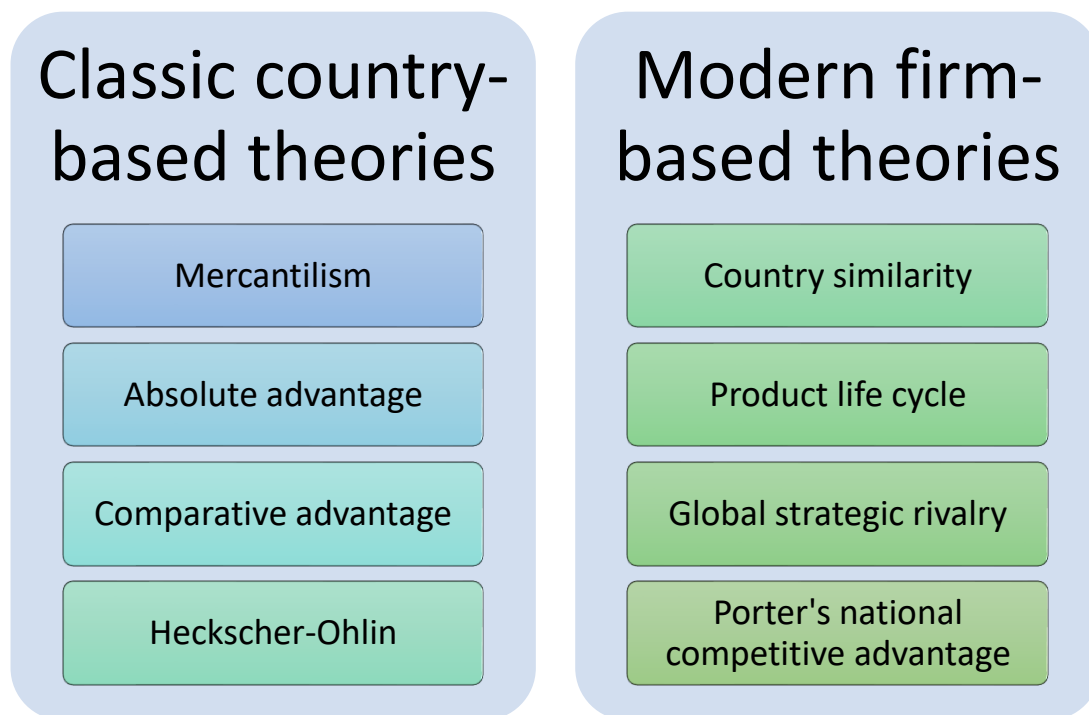 Classic country-
based theories
Mercantilism
Absolute advantage
Comparative advantage
Heckscher-Ohlin
Modern firm-
based theories
Country similarity
Product life cycle
Global strategic rivalry
Porter's national
competitive advantage